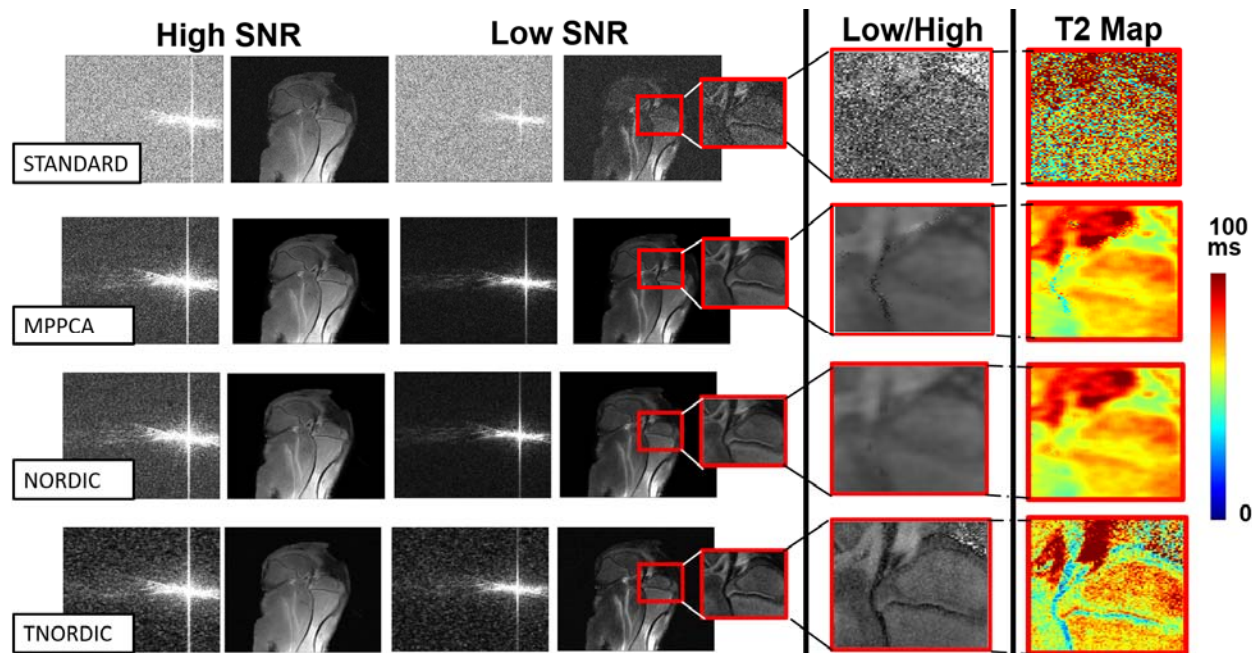 High SNR
Low SNR
Low/High
T2 Map
STANDARD
MPPCA
NORDIC
TNORDIC
100
ms
0